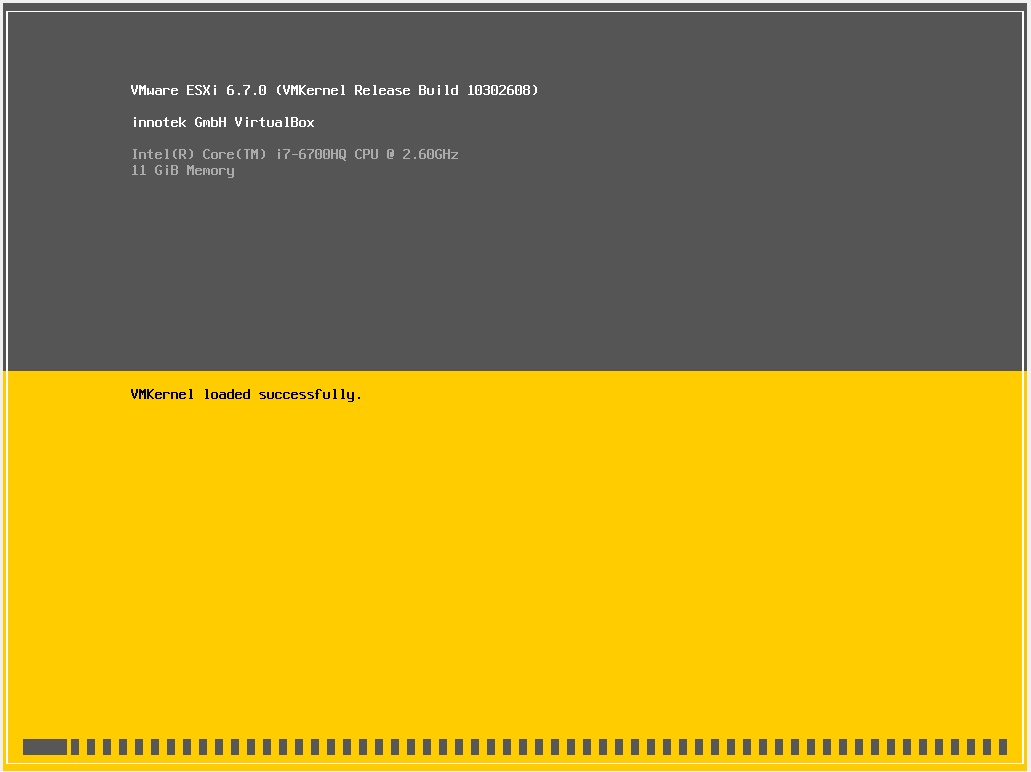 VMware ESXi 6.7.0 (VMKernel Release Build 10302608)
innotek GmbH VirtualBox
Intel(R) Core(TM) i7-6700HQ CPU @ 2.60GHz
11 GiB Memory
VMKernel loaded successfully.